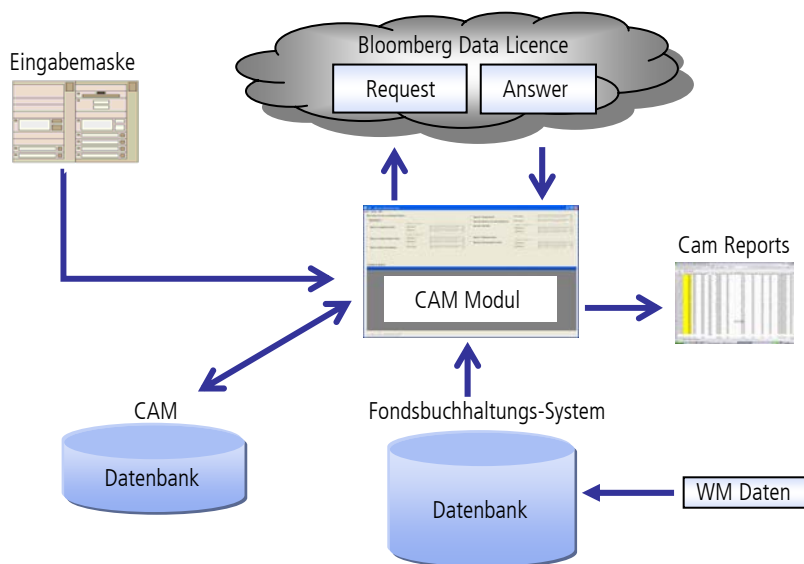 Bloomberg Data Licence
Eingabemaske
Request
Answer
Cam Reports
CAM Modul
CAM
Datenbank
Fondsbuchhaltungs-System
Datenbank
WM Daten